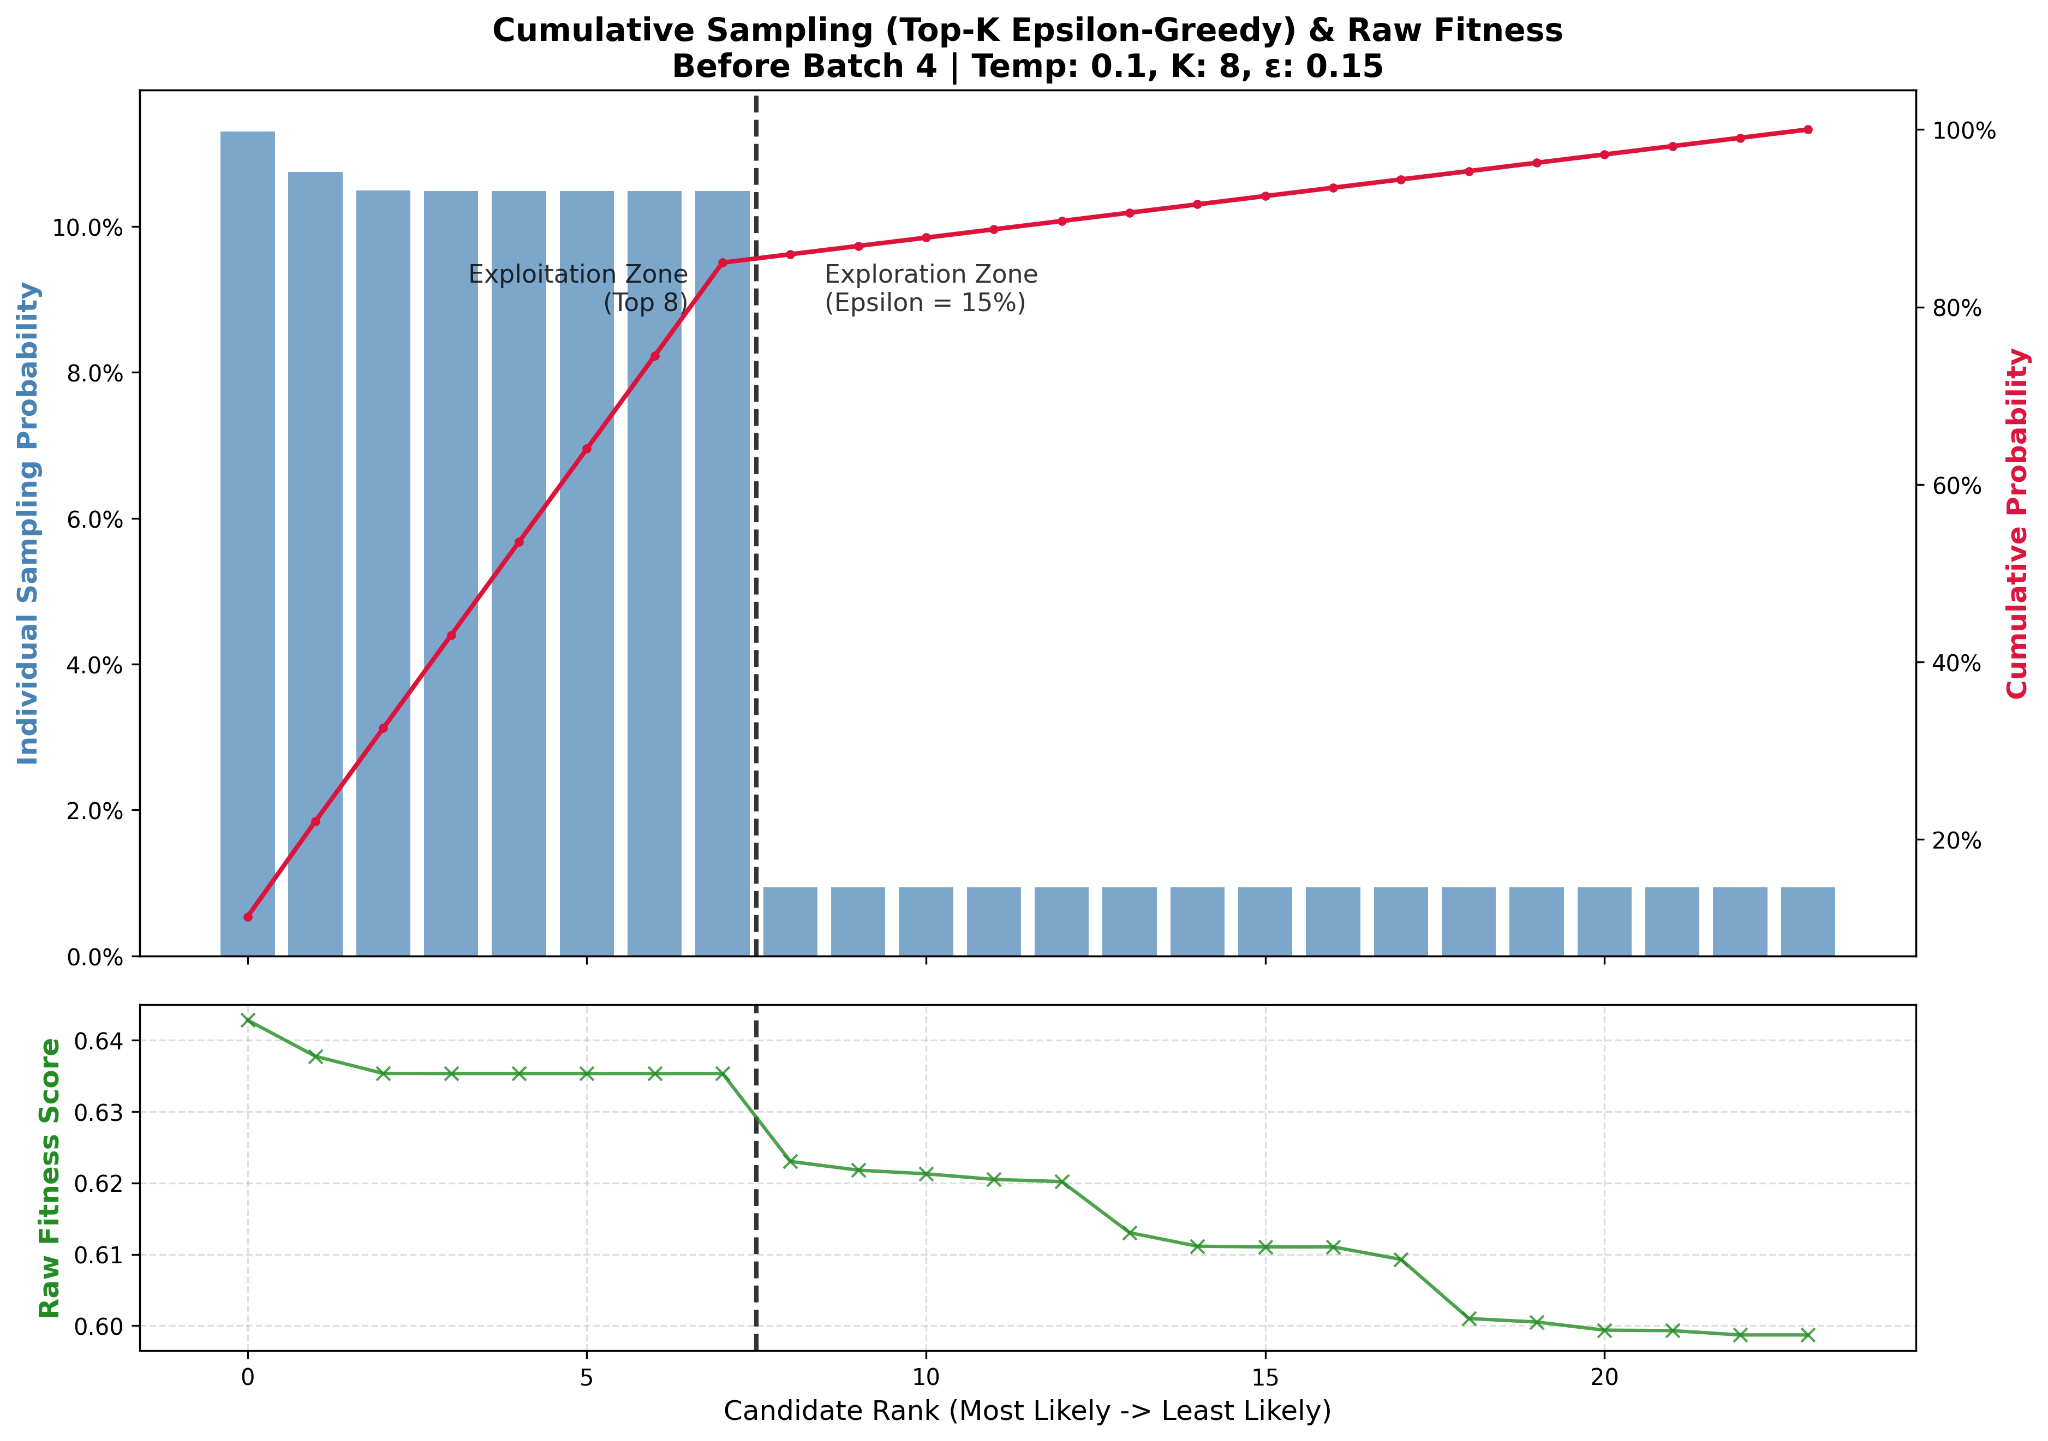 Cumulative Sampling (Top-K Epsilon-Greedy) & Raw Fitness
Before Batch 4 | Temp: 0.1, K: 8, ε: 0.15
Individual Sampling Probability
10.0%
8.0%
6.0%
4.0%
2.0%
0.0%
Exploitation Zone
(Top 8)
Exploration Zone
(Epsilon = 15%)
100%
80%
60%
40%
20%
Cumulative Probability
Raw Fitness Score
0.64
0.63
0.62
0.61
0.60
0
5
10
15
20
Candidate Rank (Most Likely -> Least Likely)